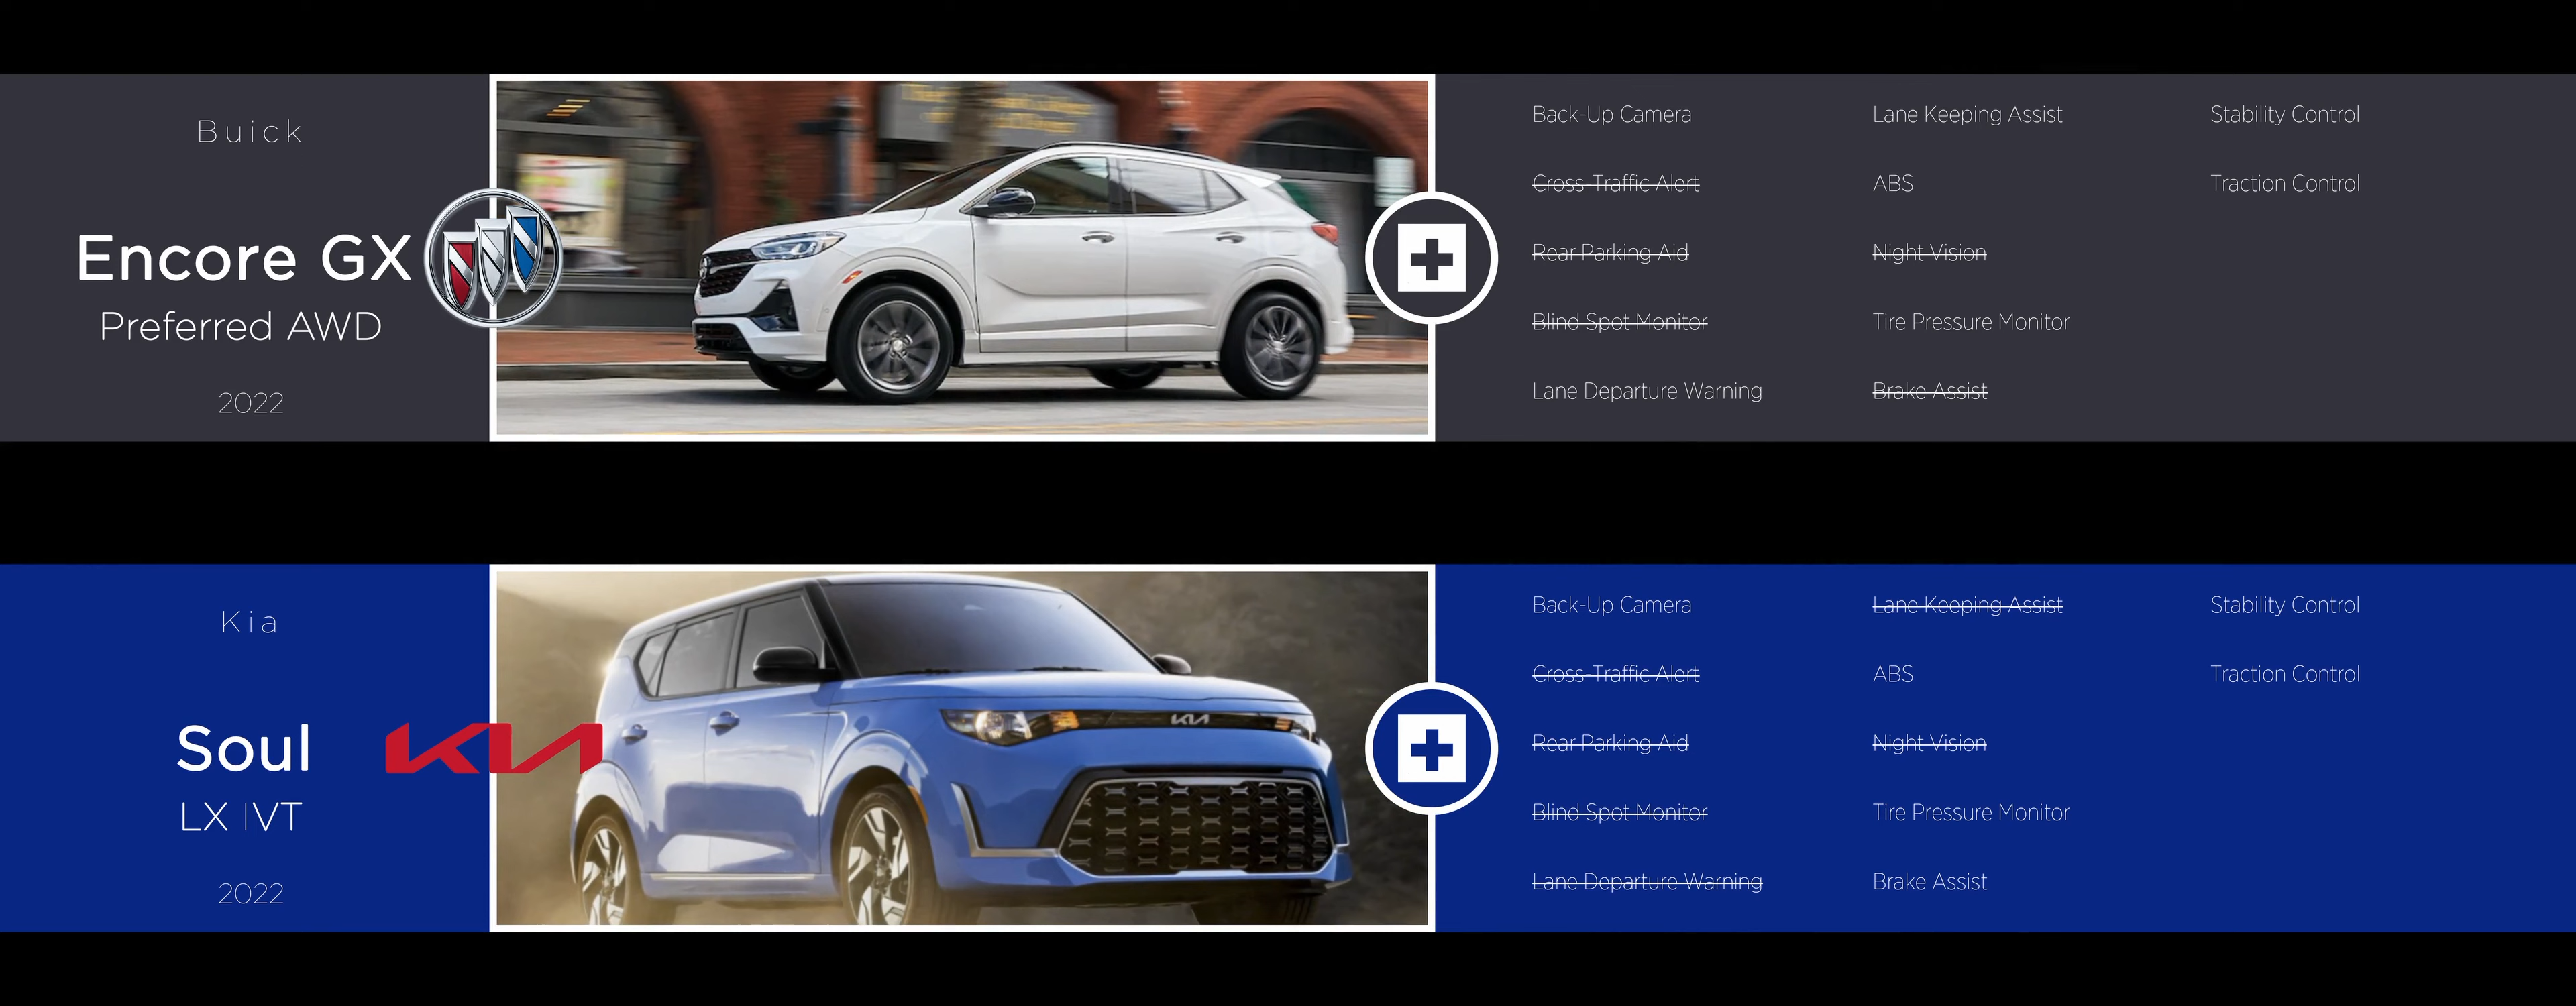 Buick
Encore GX
Preferred AWD
2022
Back-Up Camera
Cross-Traffic Alert
Rear Parking Aid
Blind Spot Monitor
Lane Departure Warning
Lane Keeping Assist
ABS
Night Vision
Tire Pressure Monitor
Brake Assist
Stability Control
Traction Control
Kia
Soul
LX IVT
2022
KIA
KIA
Back-Up Camera
Cross-Traffic Alert
Rear Parking Aid
Blind Spot Monitor
Lane Departure Warning
Lane Keeping Assist
ABS
Night Vision
Tire Pressure Monitor
Brake Assist
Stability Control
Traction Control